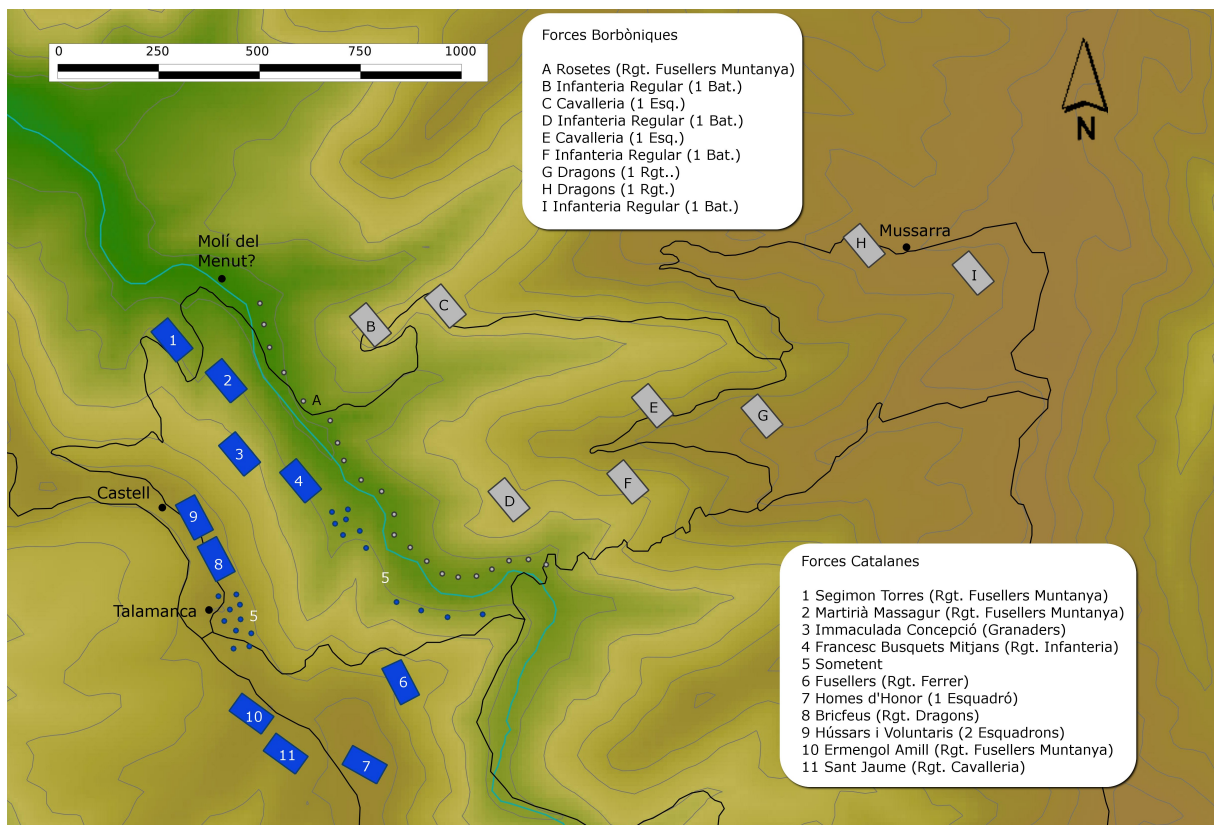 0 250 500 750 1000
Forces Borbòniques
A Rosetes (Rgt. Fusellers Muntanya)
B Infanteria Regular (1 Bat.)
C Cavalleria (1 Esq.)
D Infanteria Regular (1 Bat.)
E Cavalleria (1 Esq.)
F Infanteria Regular (1 Bat.)
G Dragons (1 Rgt..)
H Dragons (1 Rgt.)
I Infanteria Regular (1 Bat.)
N
Molí del
Menut?
Mussarra
H
I
C
B
1
2
A
E
G
3
4
F
D
Castell
9
8
5
Talamanca
5
6
10
11
7
Forces Catalanes
1 Segimon Torres (Rgt. Fusellers Muntanya)
2 Martirià Massagur (Rgt. Fusellers Muntanya)
3 Immaculada Concepció (Granaders)
4 Francesc Busquets Mitjans (Rgt. Infanteria)
5 Sometent
6 Fusellers (Rgt. Ferrer)
7 Homes d'Honor (1 Esquadró)
8 Bricfeus (Rgt. Dragons)
9 Hússars i Voluntaris (2 Esquadrons)
10 Ermengol Amill (Rgt. Fusellers Muntanya)
11 Sant Jaume (Rgt. Cavalleria)